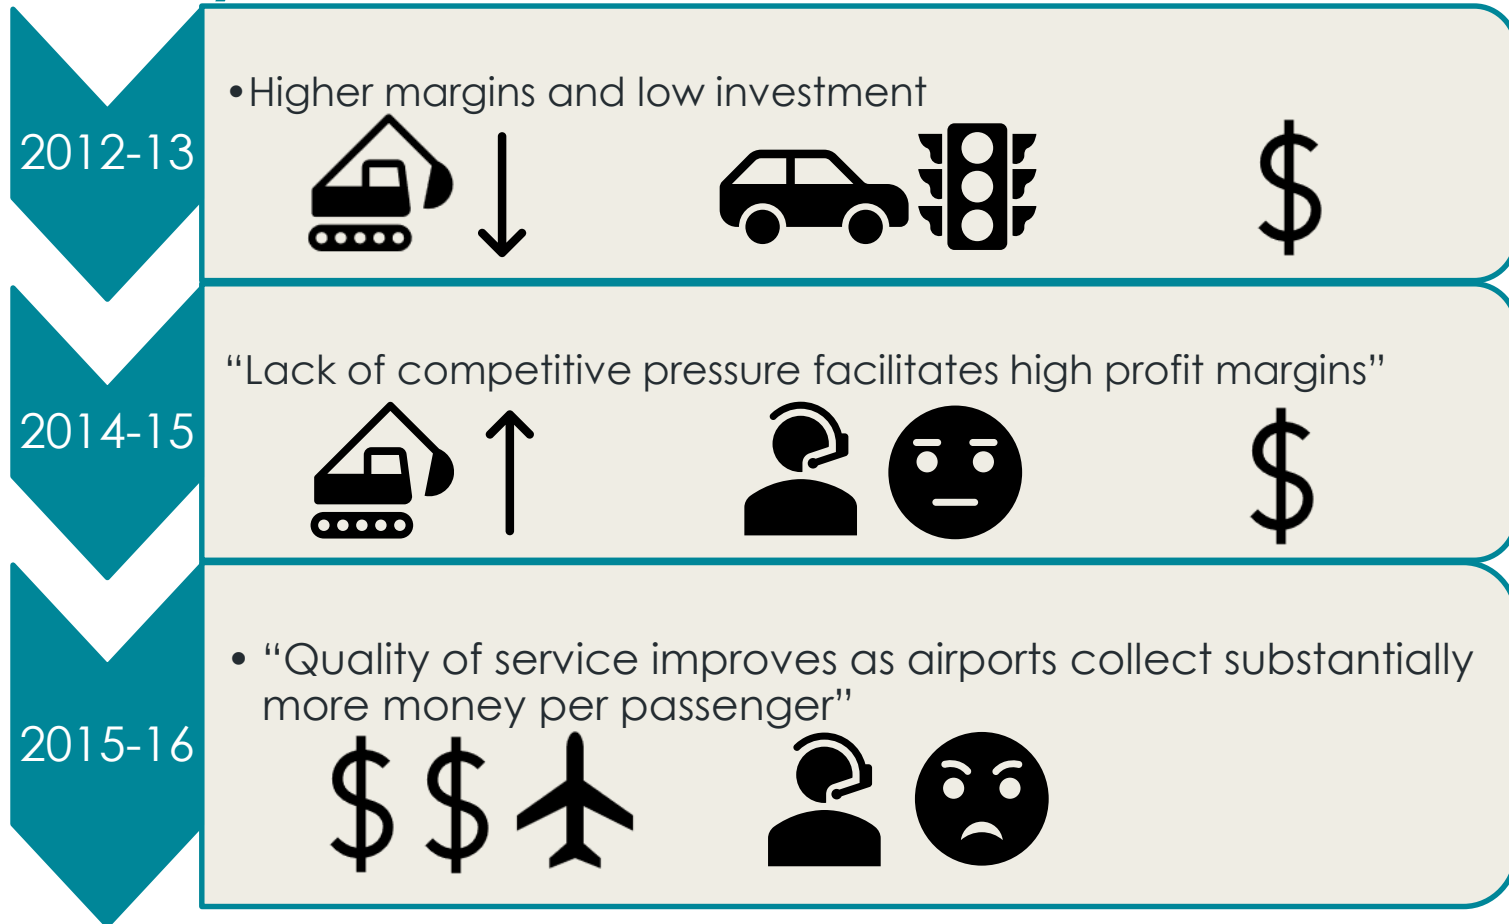 2012-13
•Higher margins and low investment
2014-15
“Lack of competitive pressure facilitates high profit margins”
2015-16
• “Quality of service improves as airports collect substantially
more money per passenger”